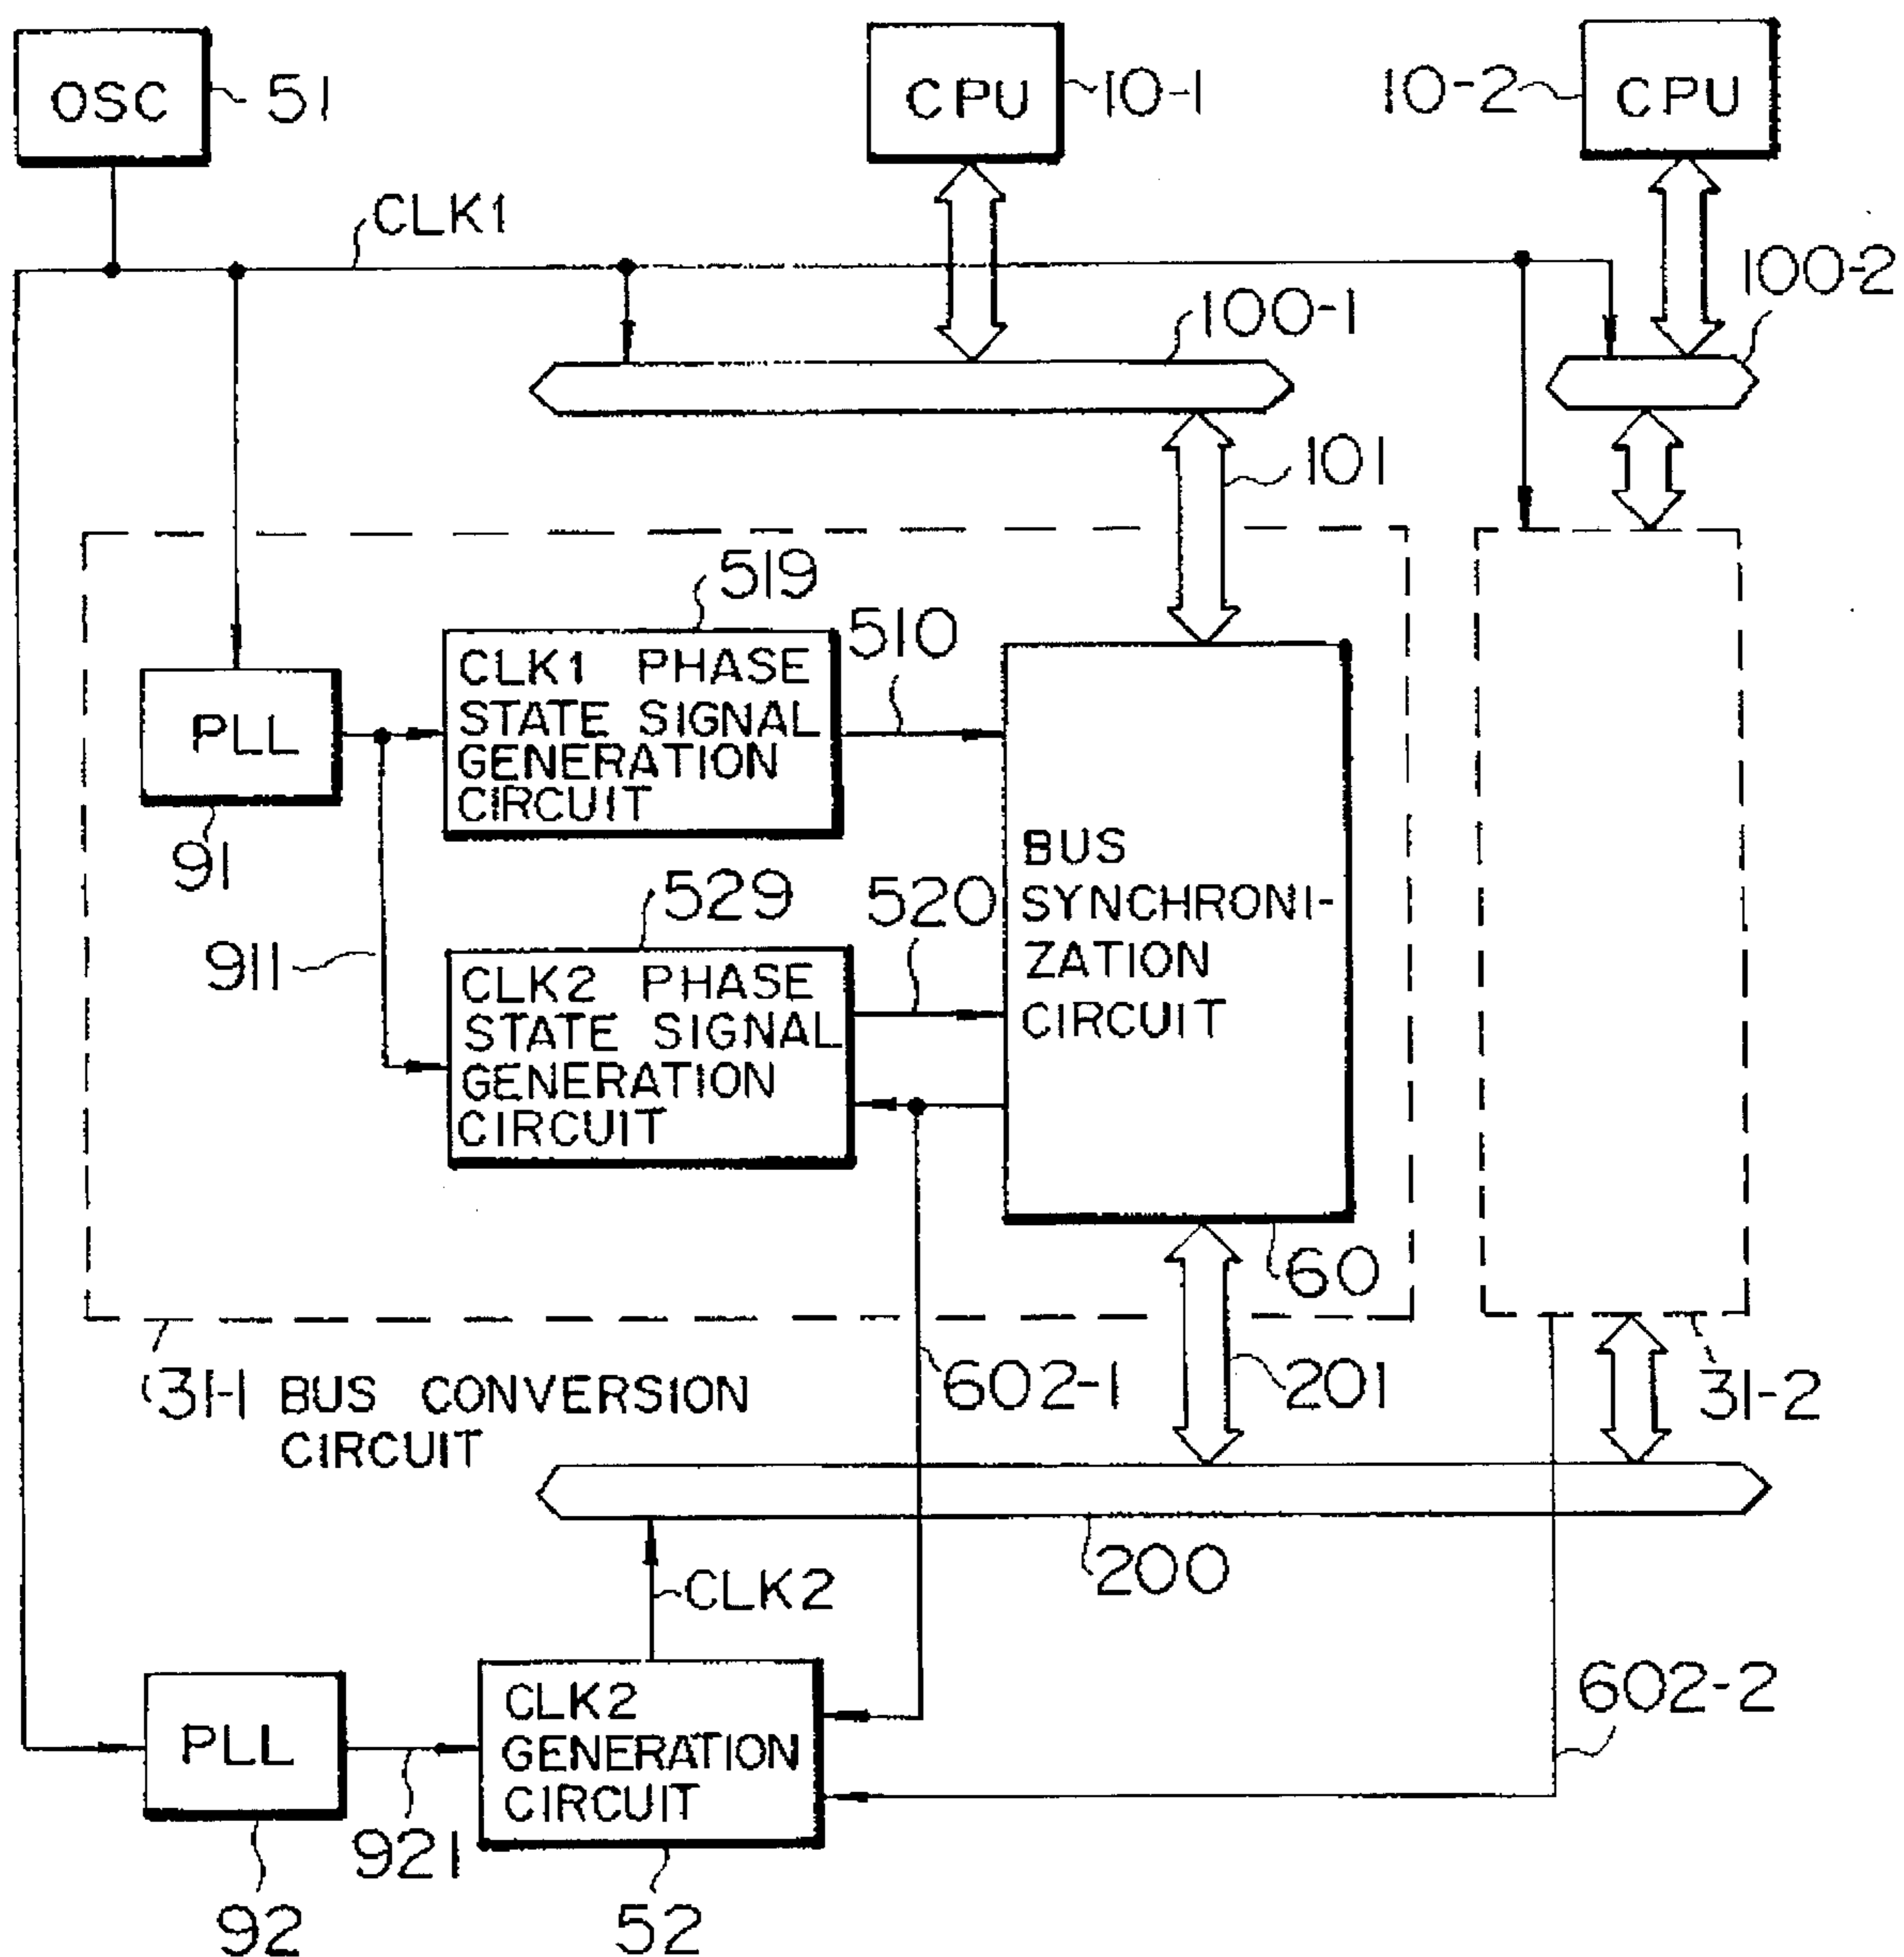 OSC
51
CPU
10-1
10-2
CPU
CLK1
100-1
100-2
101
519
510
CLK1 PHASE
STATE SIGNAL
GENERATION
CIRCUIT
PLL
91
BUS
SYNCHRONI-
ZATION
CIRCUIT
529
520
911
CLK2 PHASE
STATE SIGNAL
GENERATION
CIRCUIT
60
31-1 BUS CONVERSION
CIRCUIT
602-1
201
31-2
200
CLK2
602-2
PLL
CLK2
GENERATION
CIRCUIT
921
92
52